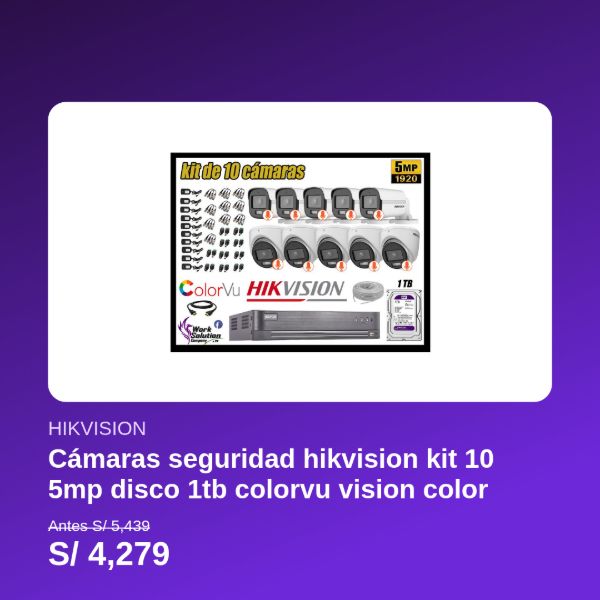 kit de 10 cámaras
5MP
1920
ColorVu
HIKVISION
1 TB
Work
Solution
Company
HIKVISION
Cámaras seguridad hikvision kit 10
5mp disco 1tb colorvu vision color
Antes S/ 5,439
S/ 4,279